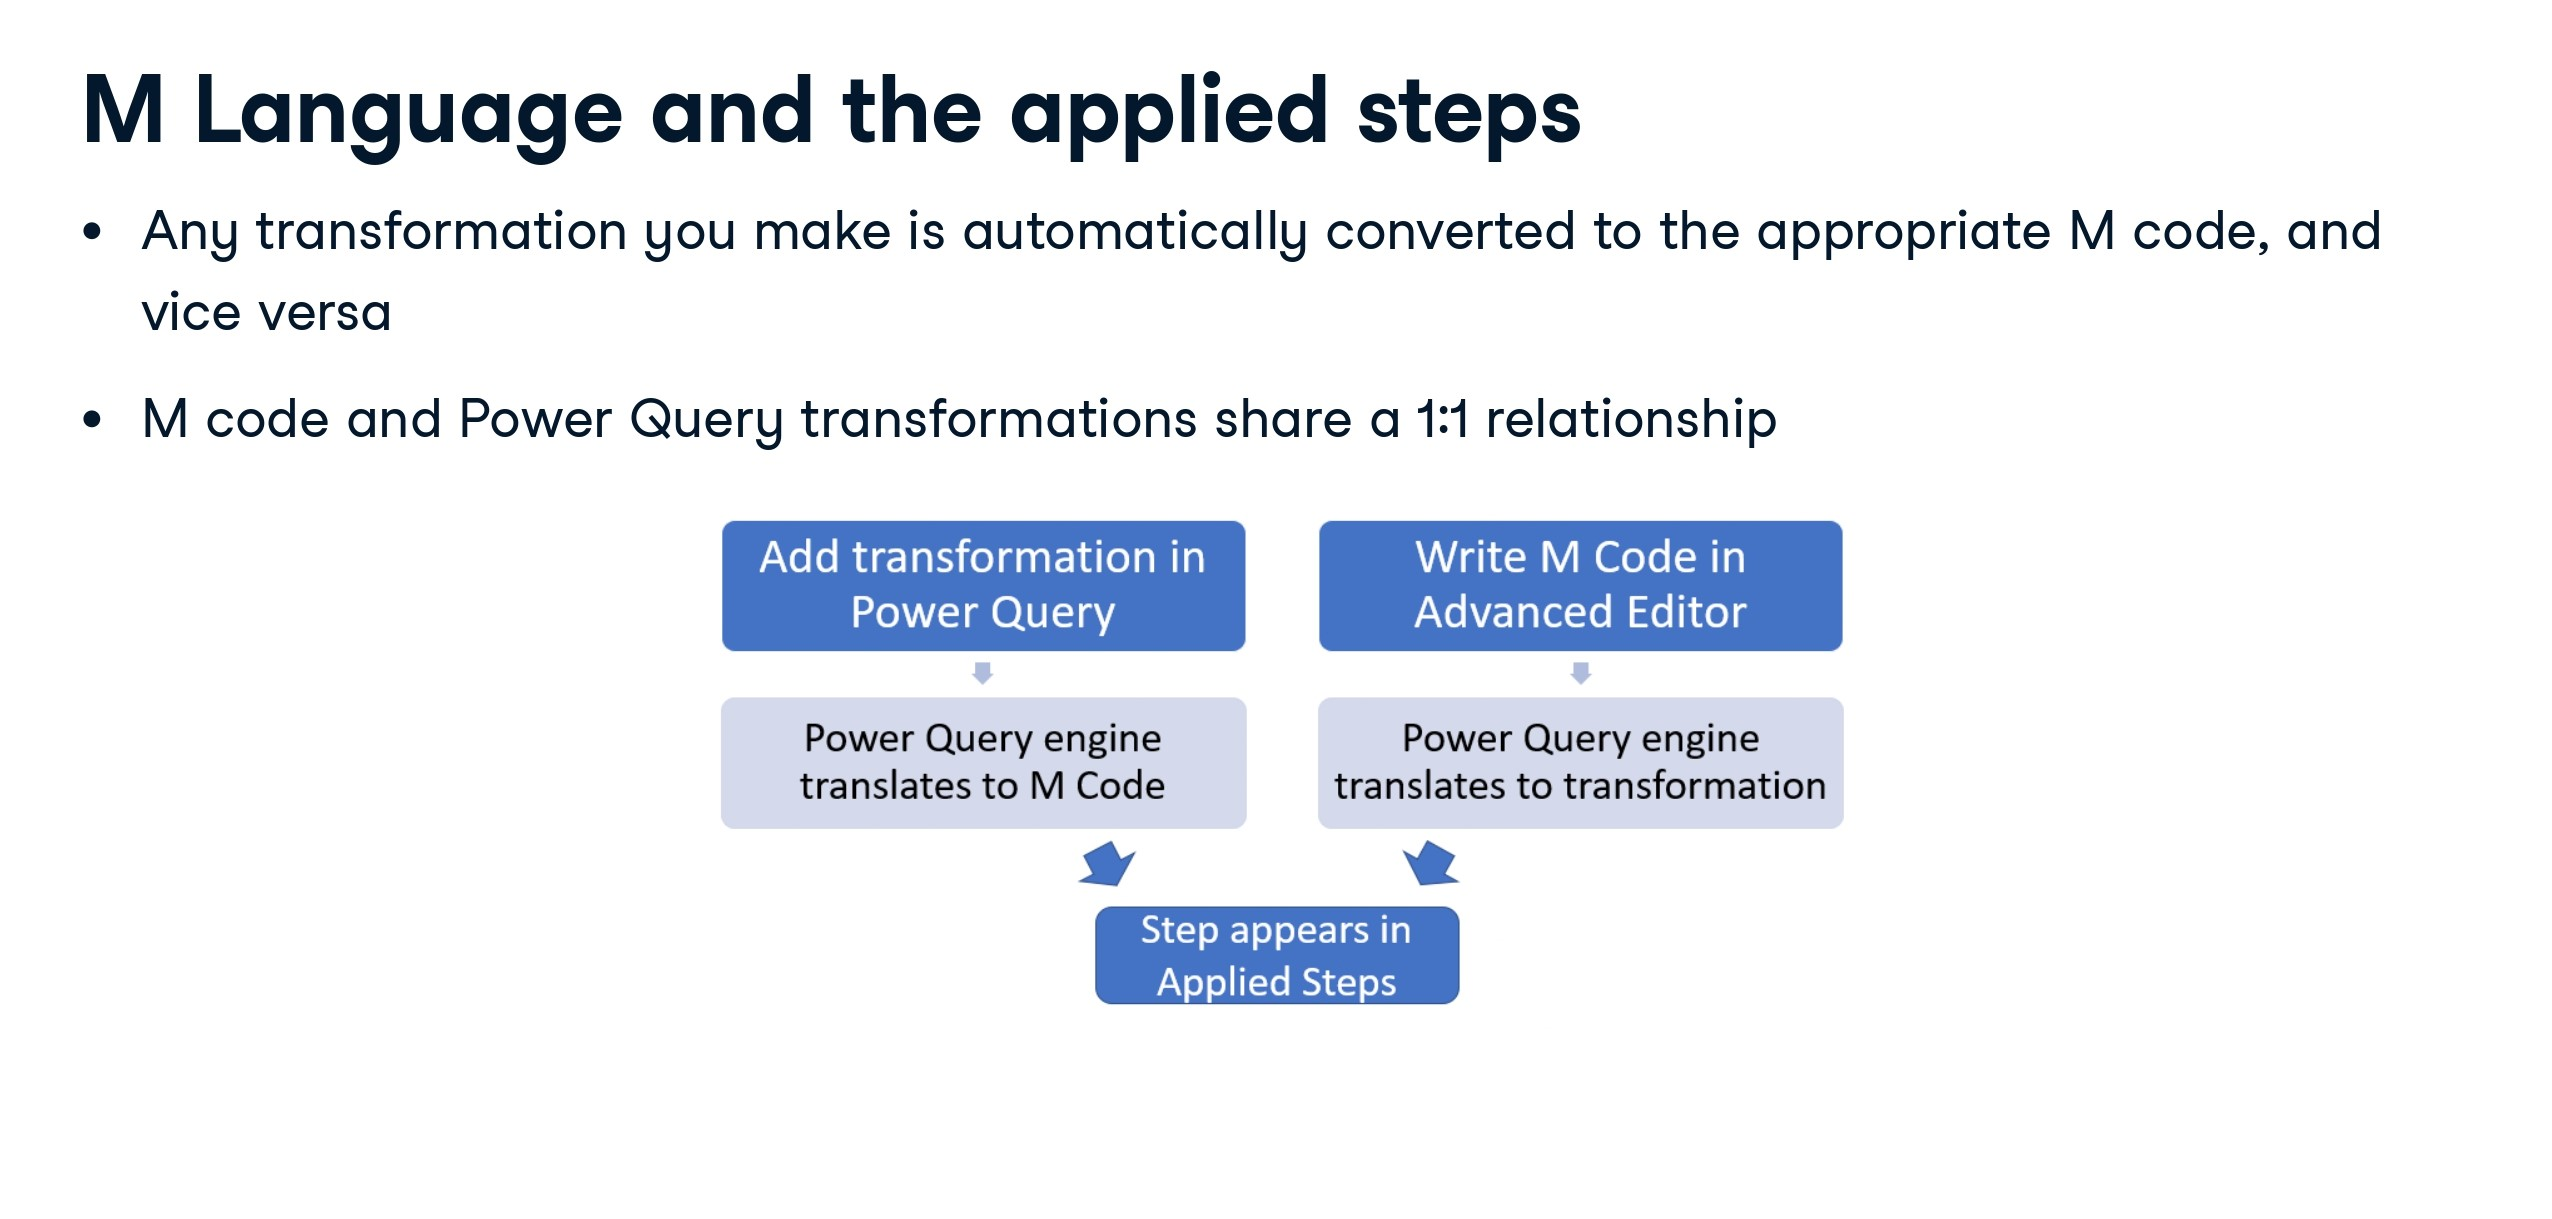 M Language and the applied steps
• Any transformation you make is automatically converted to the appropriate M code, and
vice versa
• M code and Power Query transformations share a 1:1 relationship
Add transformation in
Power Query
Power Query engine
translates to M Code
Write M Code in
Advanced Editor
Power Query engine
translates to transformation
Step appears in
Applied Steps